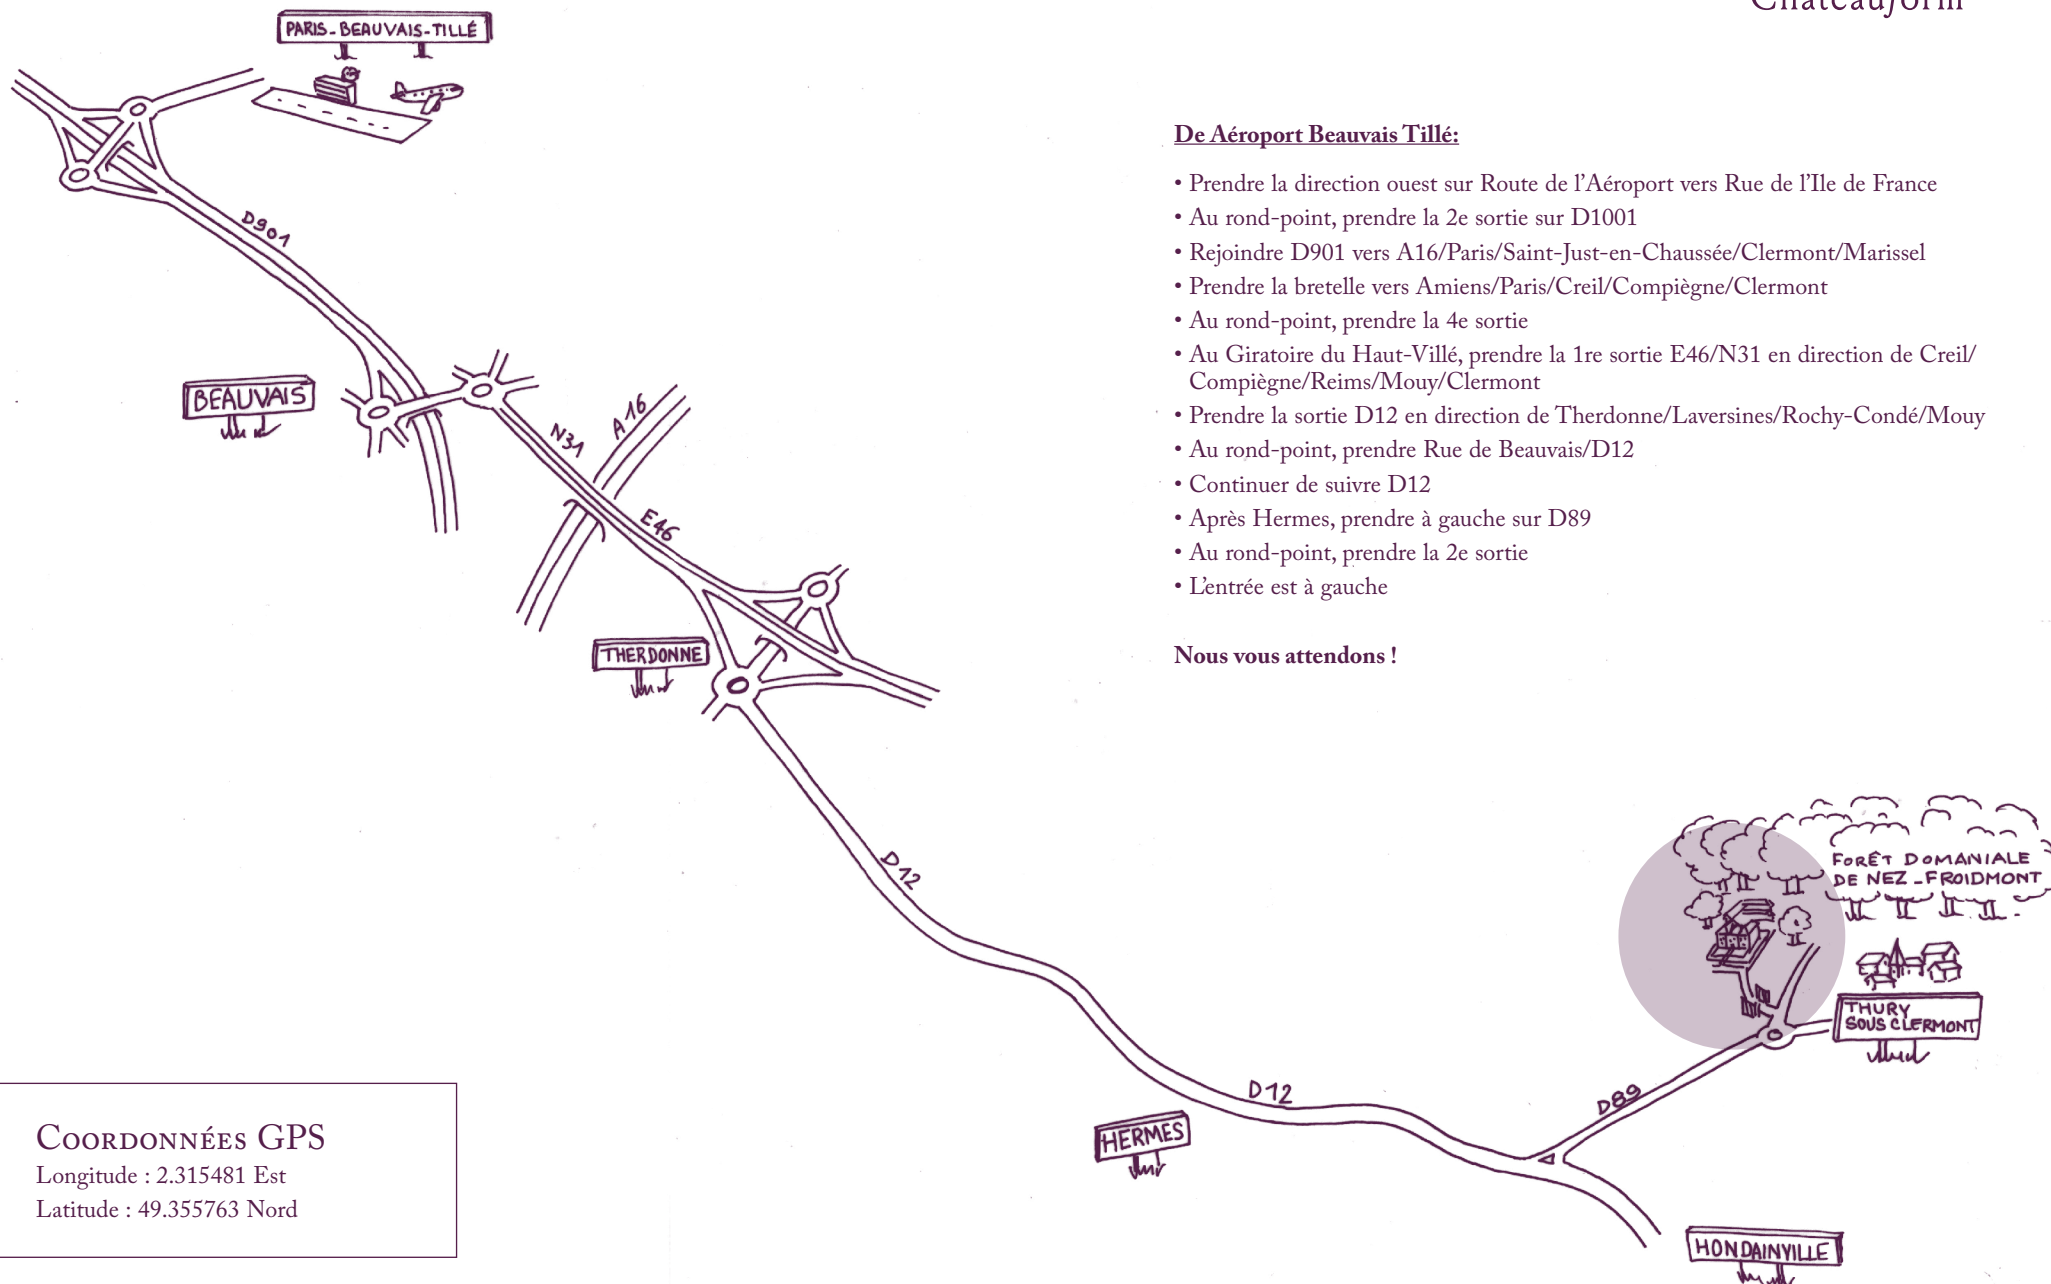 Châteauform
PARIS-BEAUVAIS-TILLÉ
De Aéroport Beauvais Tillé:
• Prendre la direction ouest sur Route de l'Aéroport vers Rue de l'Ile de France
• Au rond-point, prendre la 2e sortie sur D1001
• Rejoindre D901 vers A16/Paris/Saint-Just-en-Chaussée/Clermont/Marissel
• Prendre la bretelle vers Amiens/Paris/Creil/Compiègne/Clermont
• Au rond-point, prendre la 4e sortie
• Au Giratoire du Haut-Villé, prendre la 1re sortie E46/N31 en direction de Creil/
Compiègne/Reims/Mouy/Clermont
• Prendre la sortie D12 en direction de Therdonne/Laversines/Rochy-Condé/Mouy
• Au rond-point, prendre Rue de Beauvais/D12
• Continuer de suivre D12
• Après Hermes, prendre à gauche sur D89
• Au rond-point, prendre la 2e sortie
• L'entrée est à gauche
Nous vous attendons !
D901
BEAUVAIS
N31
A16
E46
THERDONNE
D12
FORÊT DOMANIALE
DE NEZ-FROIDMONT
THURY
SOUS CLERMONT
D89
D12
HERMES
HONDAINVILLE
Coordonnées GPS
Longitude : 2.315481 Est
Latitude : 49.355763 Nord